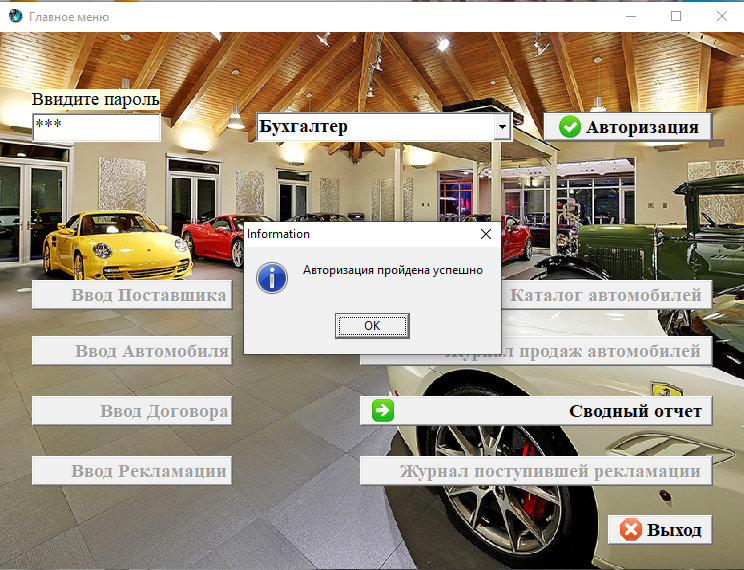 Главное меню
Ввидите пароль
***
Бухгалтер
Авторизация
Information
Авторизация пройдена успешно
OK
Ввод Поставшика
Каталог автомобилей
Ввод Автомобиля
Журнал продаж автомобилей
Ввод Договора
Сводный отчет
Ввод Рекламации
Журнал поступившей рекламации
Выход